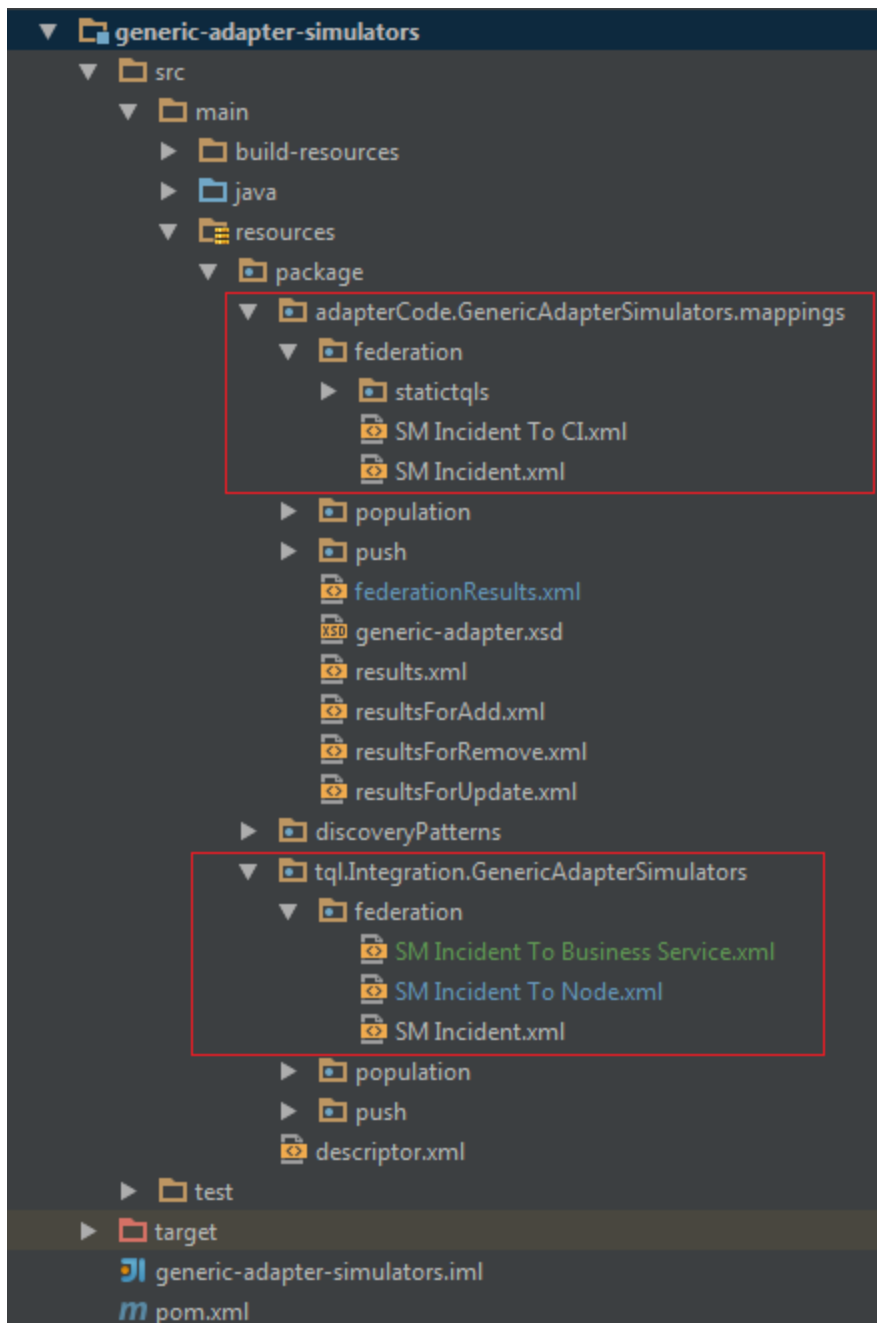 generic-adapter-simulators
src
main
build-resources
java
resources
package
adapterCode.GenericAdapterSimulators.mappings
federation
statictqls
SM Incident To CI.xml
SM Incident.xml
population
push
federationResults.xml
generic-adapter.xsd
results.xml
resultsForAdd.xml
resultsForRemove.xml
resultsForUpdate.xml
discoveryPatterns
tql.Integration.GenericAdapterSimulators
federation
SM Incident To Business Service.xml
SM Incident To Node.xml
SM Incident.xml
population
push
descriptor.xml
test
target
generic-adapter-simulators.iml
pom.xml